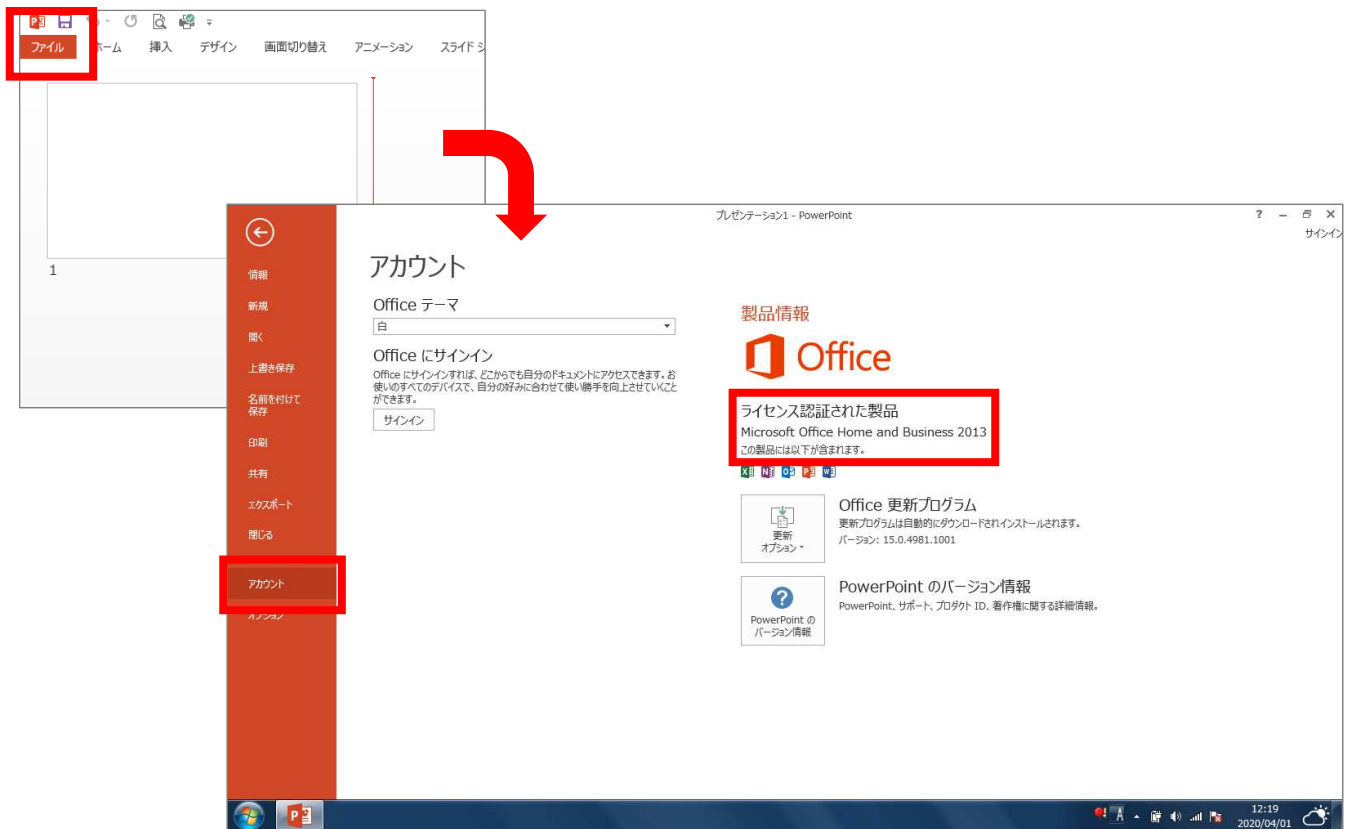 ファイル ホーム 挿入 デザイン 画面切り替え アニメーション スライド
1
プレゼンテーション1 - PowerPoint
サインイン
情報
新規
開く
上書き保存
名前を付けて
保存
印刷
共有
エクスポート
閉じる
アカウント
オプション
アカウント
Office テーマ
白
Office にサインイン
Office にサインインすれば、どこからでも自分のドキュメントにアクセスできます。お
使いのすべてのデバイスで、自分の好みに合わせて使い勝手を向上させていくこと
ができます。
サインイン
製品情報
Office
ライセンス認証された製品
Microsoft Office Home and Business 2013
この製品には以下が含まれます。
更新
オプション
Office 更新プログラム
更新プログラムは自動的にダウンロードされインストールされます。
バージョン: 15.0.4981.1001
PowerPoint の
バージョン情報
PowerPoint のバージョン情報
PowerPoint、サポート、プロダクト ID、著作権に関する詳細情報。
A
12:19
2020/04/01